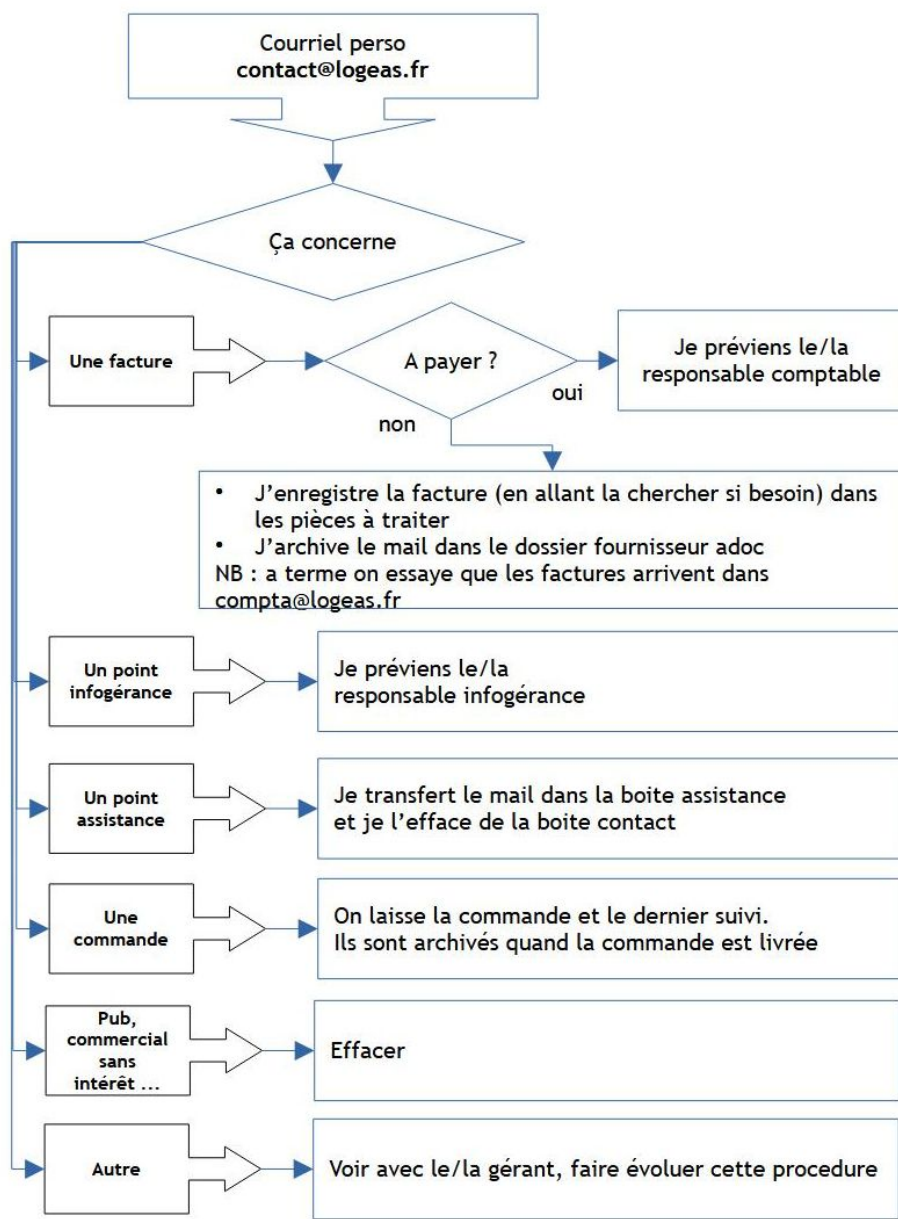 Courriel perso
contact@logeas.fr
Ça concerne
Une facture
A payer ?
oui
non
Je préviens le/la
responsable comptable
• J’enregistre la facture (en allant la chercher si besoin) dans
les pièces à traiter
• J’archive le mail dans le dossier fournisseur adoc
NB : a terme on essaye que les factures arrivent dans
compta@logeas.fr
Un point
infogérance
Je préviens le/la
responsable infogérance
Un point
assistance
Je transfert le mail dans la boite assistance
et je l’efface de la boite contact
Une
commande
On laisse la commande et le dernier suivi.
Ils sont archivés quand la commande est livrée
Pub,
commercial
sans
intérêt ...
Effacer
Autre
Voir avec le/la gérant, faire évoluer cette procedure